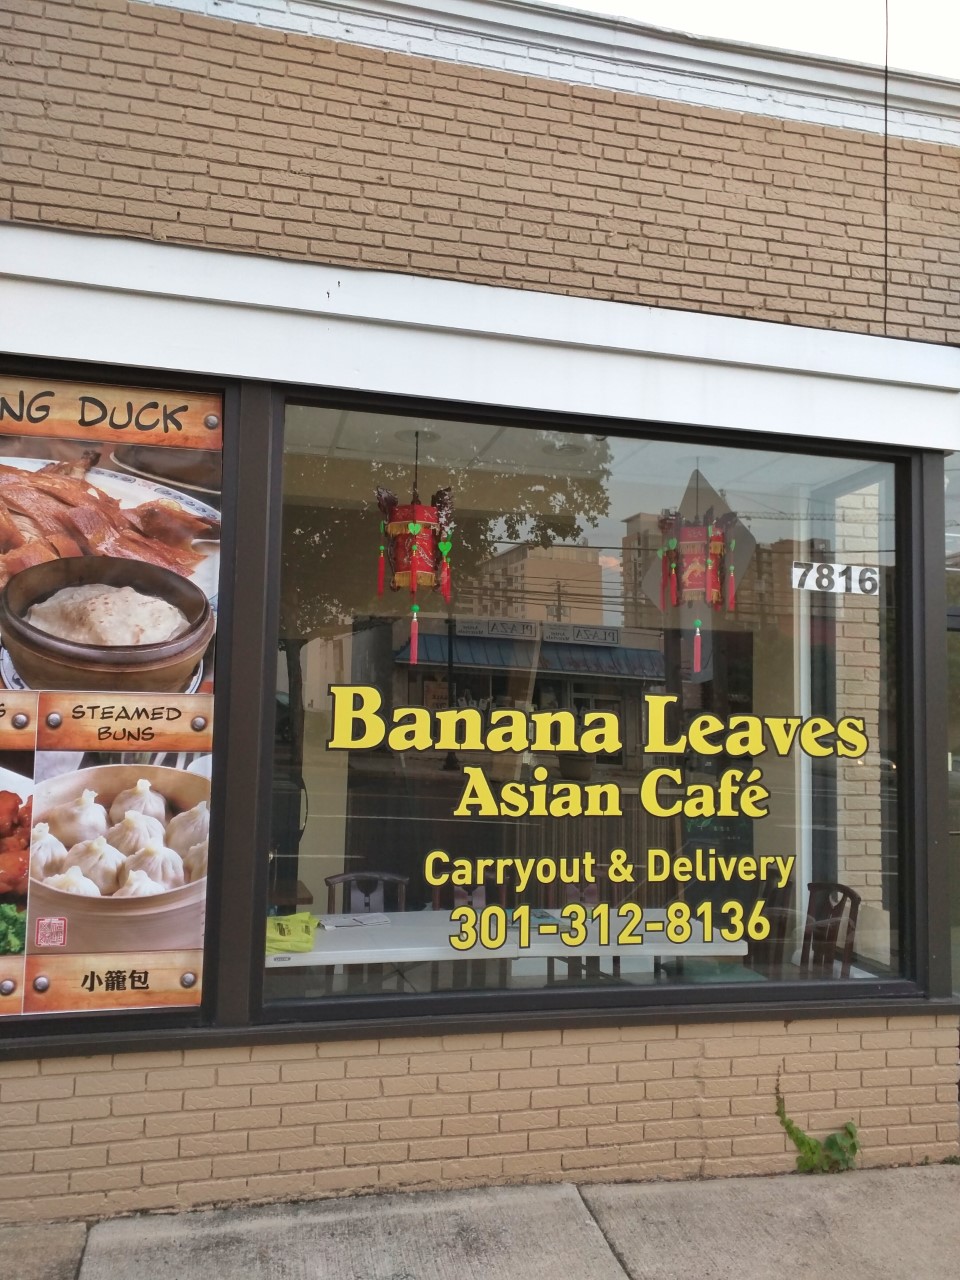 NG DUCK
STEAMED
BUNS
小籠包
7816
PLAZA
PLAZA
Banana Leaves
Asian Café
Carryout & Delivery
301-312-8136